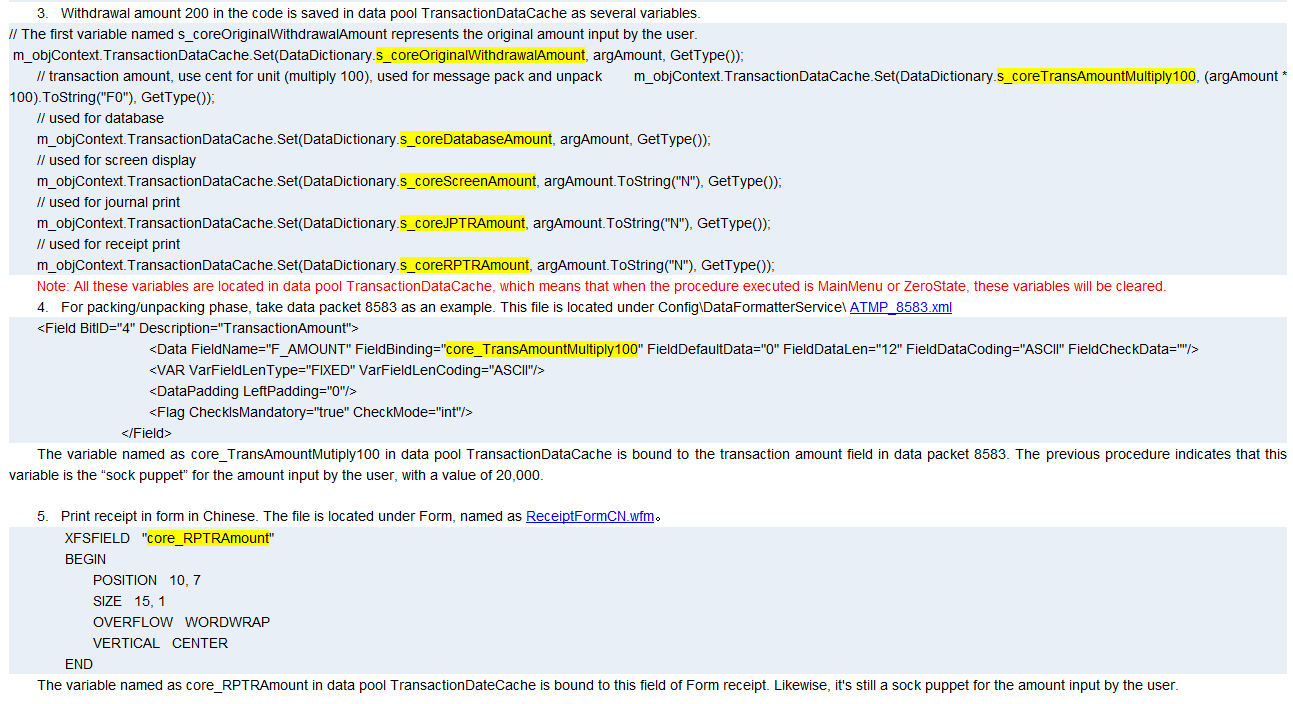 3. Withdrawal amount 200 in the code is saved in data pool TransactionDataCache as several variables.
// The first variable named s_coreOriginalWithdrawalAmount represents the original amount input by the user.
m_objContext.TransactionDataCache.Set(DataDictionary.s_coreOriginalWithdrawalAmount, argAmount, GetType());
// transaction amount, use cent for unit (multiply 100), used for message pack and unpack m_objContext.TransactionDataCache.Set(DataDictionary.s_coreTransAmountMultiply100, (argAmount *
100).ToString("F0"), GetType());
// used for database
m_objContext.TransactionDataCache.Set(DataDictionary.s_coreDatabaseAmount, argAmount, GetType());
// used for screen display
m_objContext.TransactionDataCache.Set(DataDictionary.s_coreScreenAmount, argAmount.ToString("N"), GetType());
// used for journal print
m_objContext.TransactionDataCache.Set(DataDictionary.s_coreJPTRAmount, argAmount.ToString("N"), GetType());
// used for receipt print
m_objContext.TransactionDataCache.Set(DataDictionary.s_coreRPTRAmount, argAmount.ToString("N"), GetType());
Note: All these variables are located in data pool TransactionDataCache, which means that when the procedure executed is MainMenu or ZeroState, these variables will be cleared.
4. For packing/unpacking phase, take data packet 8583 as an example. This file is located under Config\DataFormatterService\ ATMP_8583.xml
<Field BitID="4" Description="TransactionAmount">
<Data FieldName="F_AMOUNT" FieldBinding="core_TransAmountMultiply100" FieldDefaultData="0" FieldDataLen="12" FieldDataCoding="ASCII" FieldCheckData=""/>
<VAR VarFieldLenType="FIXED" VarFieldLenCoding="ASCII"/>
<DataPadding LeftPadding="0"/>
<Flag CheckIsMandatory="true" CheckMode="int"/>
</Field>
The variable named as core_TransAmountMutiply100 in data pool TransactionDataCache is bound to the transaction amount field in data packet 8583. The previous procedure indicates that this
variable is the “sock puppet” for the amount input by the user, with a value of 20,000.
5. Print receipt in form in Chinese. The file is located under Form, named as ReceiptFormCN.wfm。
XFSFIELD "core_RPTRAmount"
BEGIN
POSITION 10, 7
SIZE 15, 1
OVERFLOW WORDWRAP
VERTICAL CENTER
END
The variable named as core_RPTRAmount in data pool TransactionDateCache is bound to this field of Form receipt. Likewise, it's still a sock puppet for the amount input by the user.